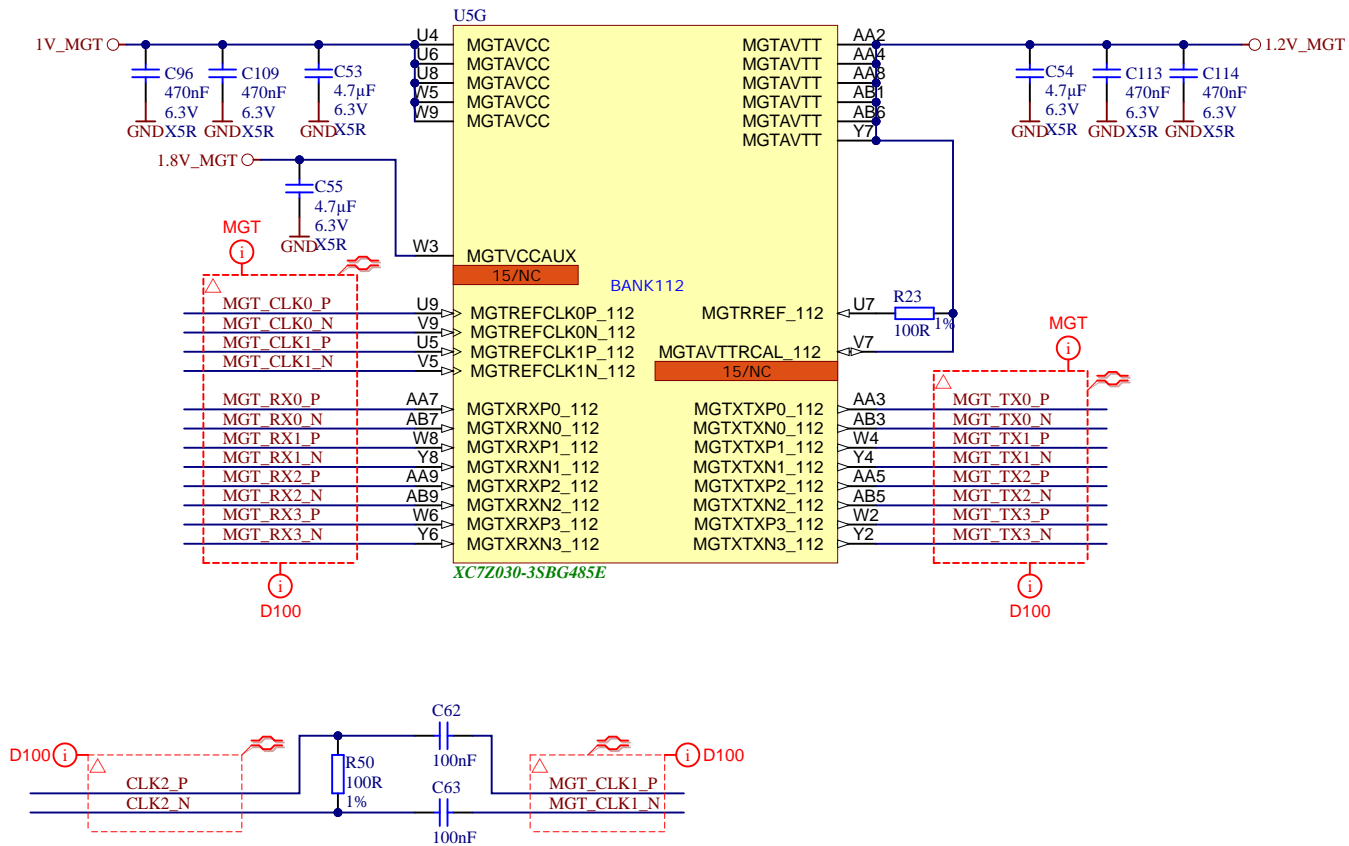 U5G
1V_MGT
C96
470nF
6.3V
X5R
GND
C109
470nF
6.3V
X5R
GND
C53
4.7µF
6.3V
X5R
GND
U4 MGTAVCC
U6 MGTAVCC
U8 MGTAVCC
W5 MGTAVCC
W9 MGTAVCC
MGTAVTT AA2
MGTAVTT AA4
MGTAVTT AA8
MGTAVTT AB1
MGTAVTT AB6
MGTAVTT Y7
1.2V_MGT
C54
4.7µF
6.3V
X5R
GND
C113
470nF
6.3V
X5R
GND
C114
470nF
6.3V
X5R
GND
1.8V_MGT
C55
4.7µF
6.3V
X5R
GND
W3 MGTVCCAUX
15/NC
BANK112
MGT
i
MGT_CLK0_P U9 MGTREFCLK0P_112
MGT_CLK0_N V9 MGTREFCLK0N_112
MGT_CLK1_P U5 MGTREFCLK1P_112
MGT_CLK1_N V5 MGTREFCLK1N_112
MGTRREF_112 U7
R23
100R 1%
MGTAVTTRCAL_112 V7
15/NC
MGT
i
MGT_RX0_P AA7 MGTXRXP0_112
MGT_RX0_N AB7 MGTXRXN0_112
MGT_RX1_P W8 MGTXRXP1_112
MGT_RX1_N Y8 MGTXRXN1_112
MGT_RX2_P AA9 MGTXRXP2_112
MGT_RX2_N AB9 MGTXRXN2_112
MGT_RX3_P W6 MGTXRXP3_112
MGT_RX3_N Y6 MGTXRXN3_112
MGTXTXP0_112 AA3 MGT_TX0_P
MGTXTXN0_112 AB3 MGT_TX0_N
MGTXTXP1_112 W4 MGT_TX1_P
MGTXTXN1_112 Y4 MGT_TX1_N
MGTXTXP2_112 AA5 MGT_TX2_P
MGTXTXN2_112 AB5 MGT_TX2_N
MGTXTXP3_112 W2 MGT_TX3_P
MGTXTXN3_112 Y2 MGT_TX3_N
XC7Z030-3SBG485E
i
D100
i
D100
D100 i
CLK2_P
CLK2_N
R50
100R
1%
C62
100nF
C63
100nF
MGT_CLK1_P
MGT_CLK1_N
i D100